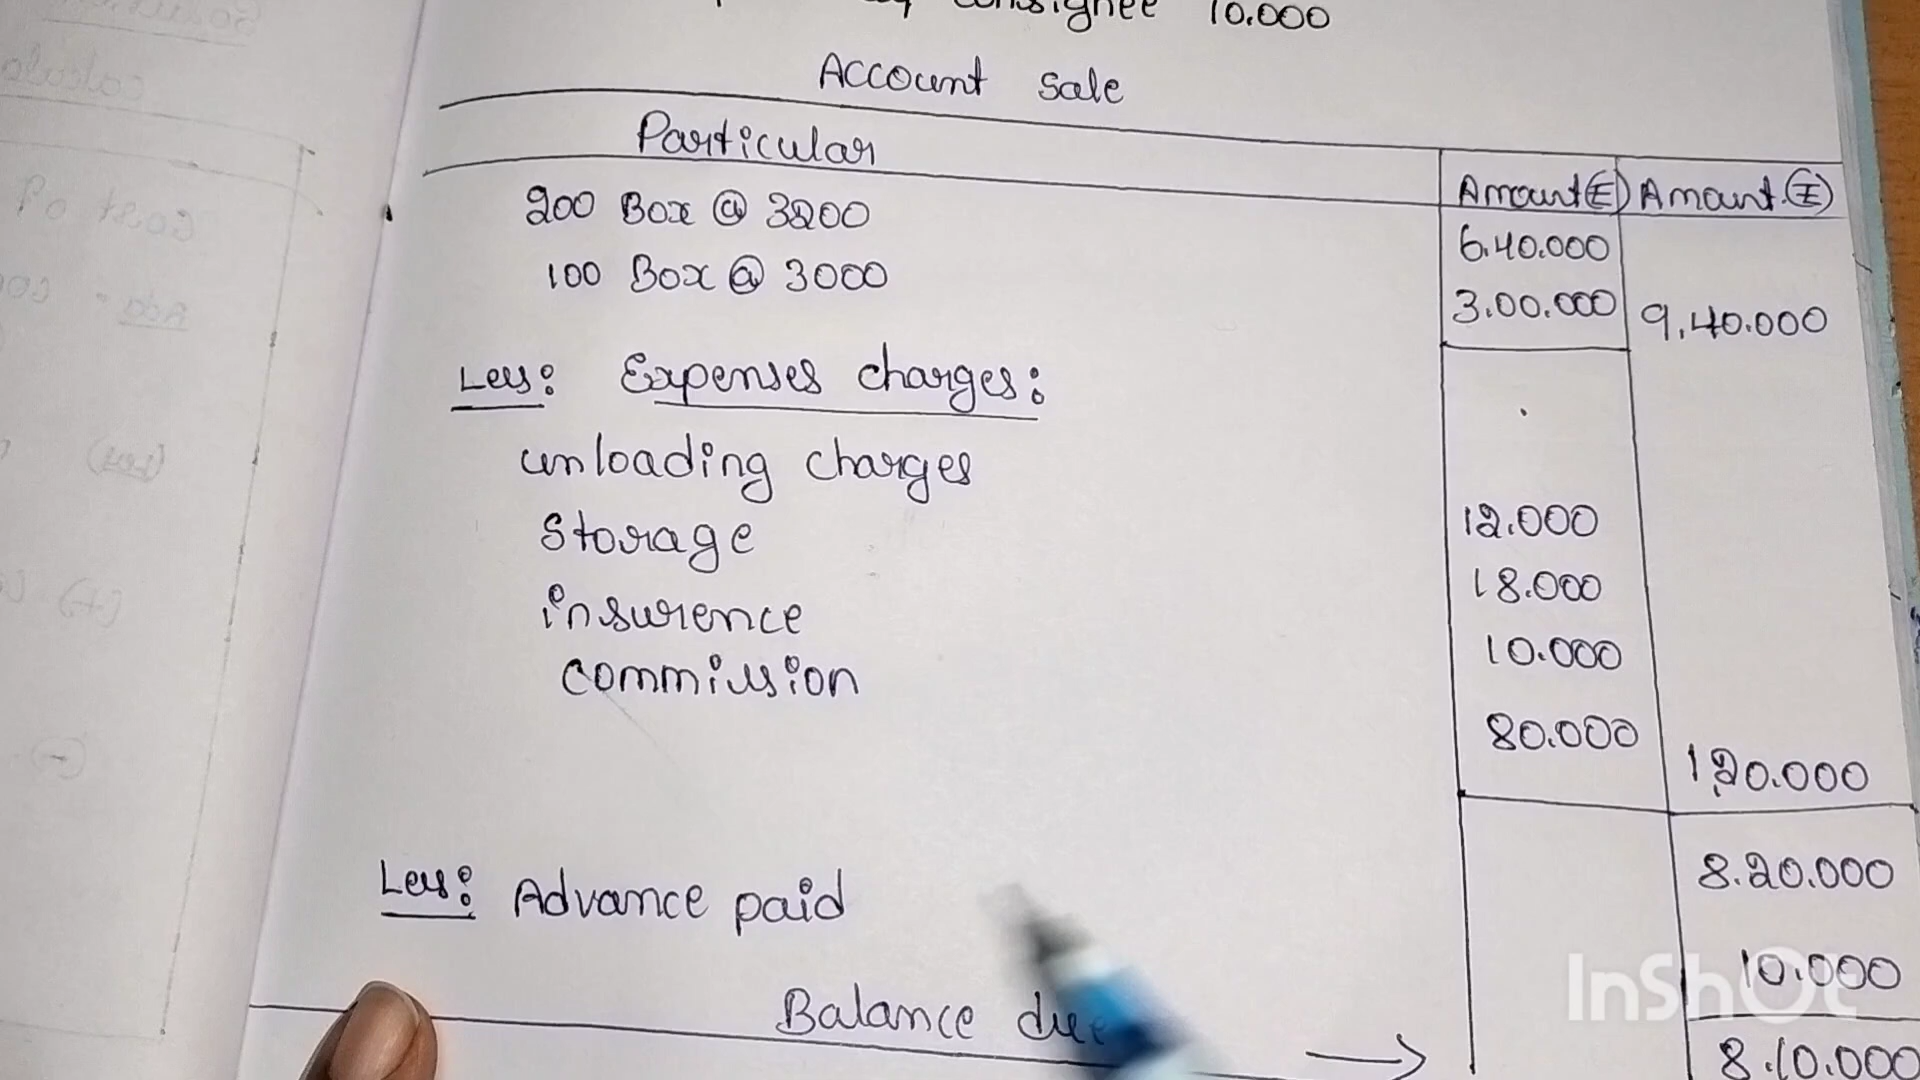 consignee 10.000
Account Sale
Particular Amount(₹) Amount.(₹)
200 Box @ 3200 6.40.000
100 Box @ 3000 3.00.000 9.40.000
Less: Expenses charges:
unloading charges 12.000
Storage 18.000
insurence 10.000
commission 80.000
1,20.000
8.20.000
Less: Advance paid 10.000
Balance due 8.10.000
InShOt